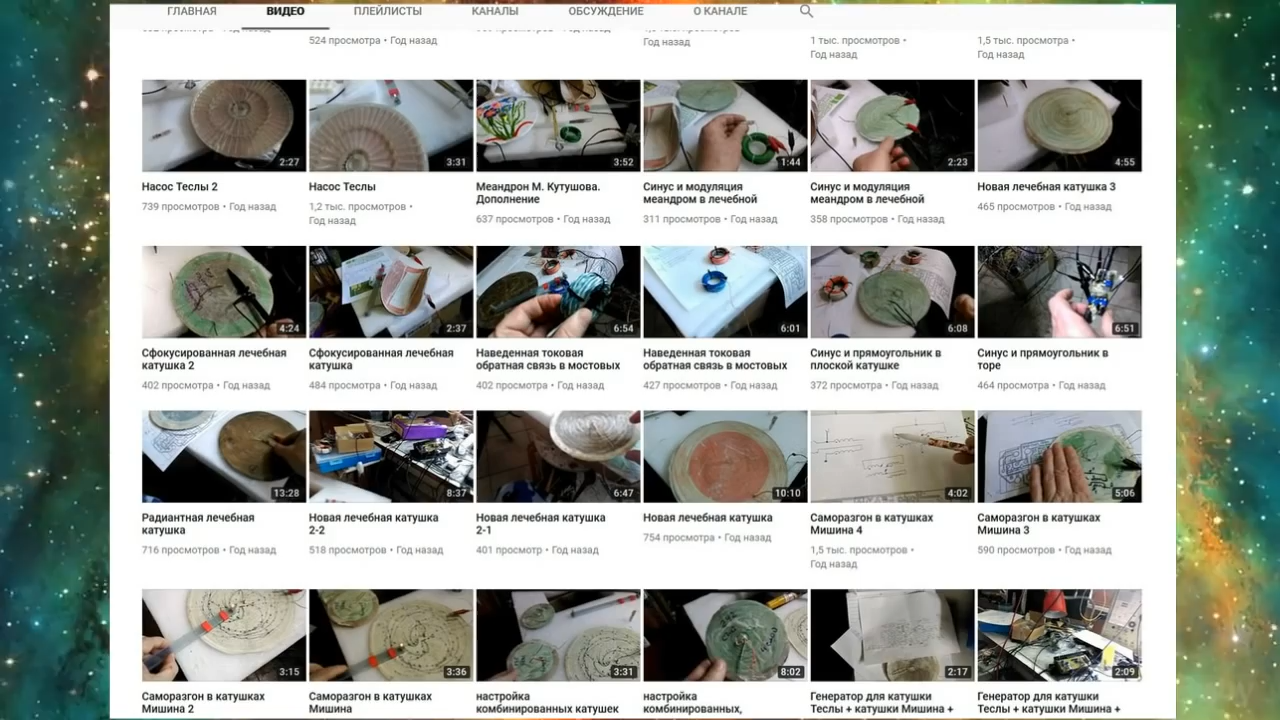 ГЛАВНАЯ ВИДЕО ПЛЕЙЛИСТЫ КАНАЛЫ ОБСУЖДЕНИЕ О КАНАЛЕ
524 просмотра • Год назад
Год назад
1 тыс. просмотров •
Год назад
1,5 тыс. просмотра •
Год назад
2:27
Насос Теслы 2
739 просмотров • Год назад
3:31
Насос Теслы
1,2 тыс. просмотров •
Год назад
3:52
Меандрон М. Кутушова.
Дополнение
637 просмотров • Год назад
1:44
Синус и модуляция
меандром в лечебной
311 просмотров • Год назад
2:23
Синус и модуляция
меандром в лечебной
358 просмотров • Год назад
4:55
Новая лечебная катушка 3
465 просмотров • Год назад
4:24
Сфокусированная лечебная
катушка 2
402 просмотра • Год назад
2:37
Сфокусированная лечебная
катушка
484 просмотра • Год назад
6:54
Наведенная токовая
обратная связь в мостовых
402 просмотра • Год назад
6:01
Наведенная токовая
обратная связь в мостовых
427 просмотров • Год назад
6:08
Синус и прямоугольник в
плоской катушке
372 просмотра • Год назад
6:51
Синус и прямоугольник в
торе
464 просмотра • Год назад
13:28
Радиантная лечебная
катушка
716 просмотров • Год назад
8:37
Новая лечебная катушка
2-2
518 просмотров • Год назад
6:47
Новая лечебная катушка
2-1
401 просмотр • Год назад
10:10
Новая лечебная катушка
754 просмотра • Год назад
4:02
Саморазгон в катушках
Мишина 4
1,5 тыс. просмотров •
Год назад
5:06
Саморазгон в катушках
Мишина 3
590 просмотров • Год назад
3:15
Саморазгон в катушках
Мишина 2
3:36
Саморазгон в катушках
Мишина
3:31
настройка
комбинированных катушек
8:02
настройка
комбинированных,
2:17
Генератор для катушки
Теслы + катушки Мишина +
2:09
Генератор для катушки
Теслы + катушки Мишина +